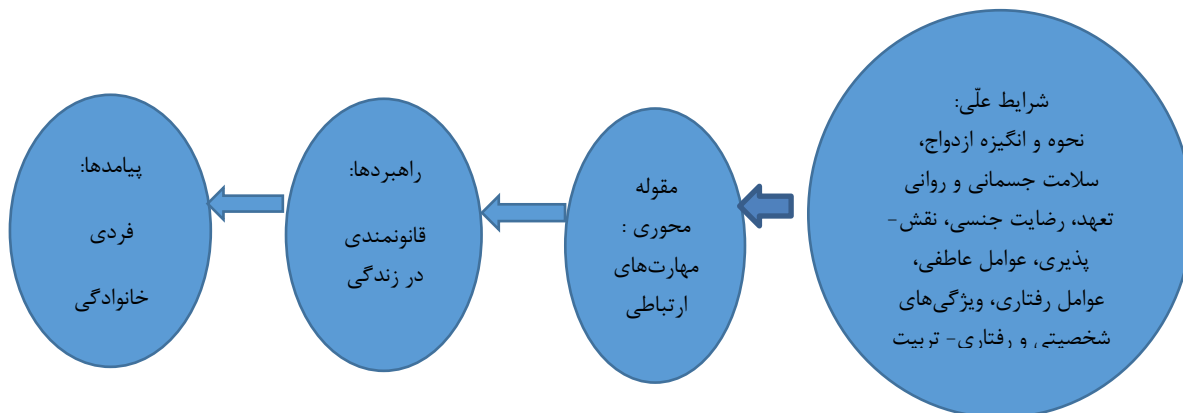 شرایط علّی:
نحوه و انگیزه ازدواج،
سلامت جسمانی و روانی
تعهد، رضایت جنسی، نقش-
پذیری، عوامل عاطفی،
عوامل رفتاری، ویژگی‌های
شخصیتی و رفتاری- تربیت
مقوله
محوری :
مهارت‌های
ارتباطی
راهبردها:
قانونمندی
در زندگی
پیامدها:
فردی
خانوادگی